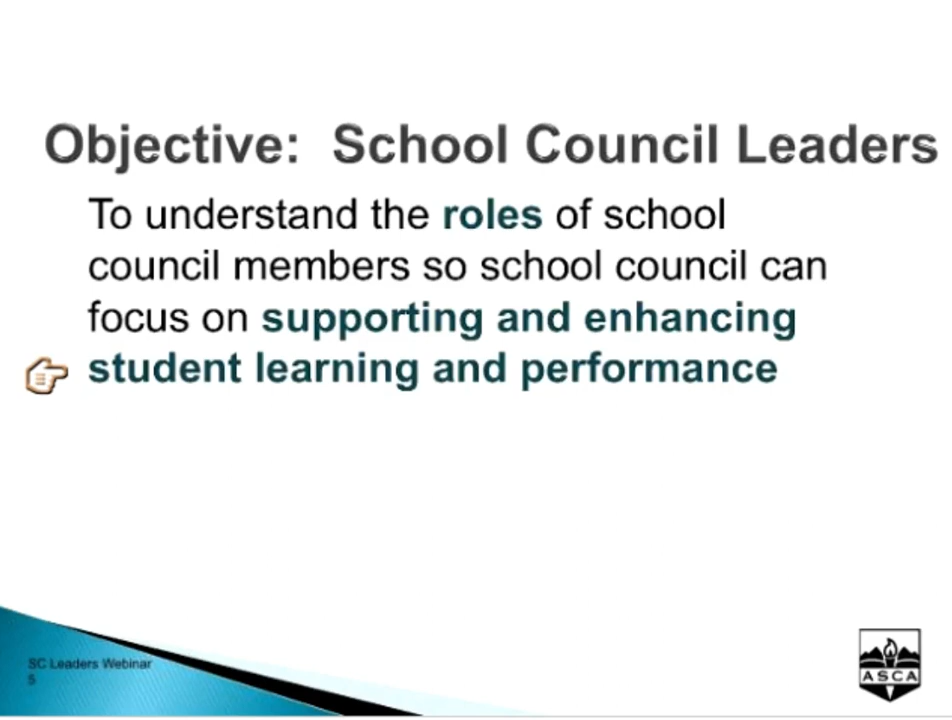 Objective: School Council Leaders
To understand the roles of school
council members so school council can
focus on supporting and enhancing
student learning and performance
SC Leaders Webinar
5
ASCA